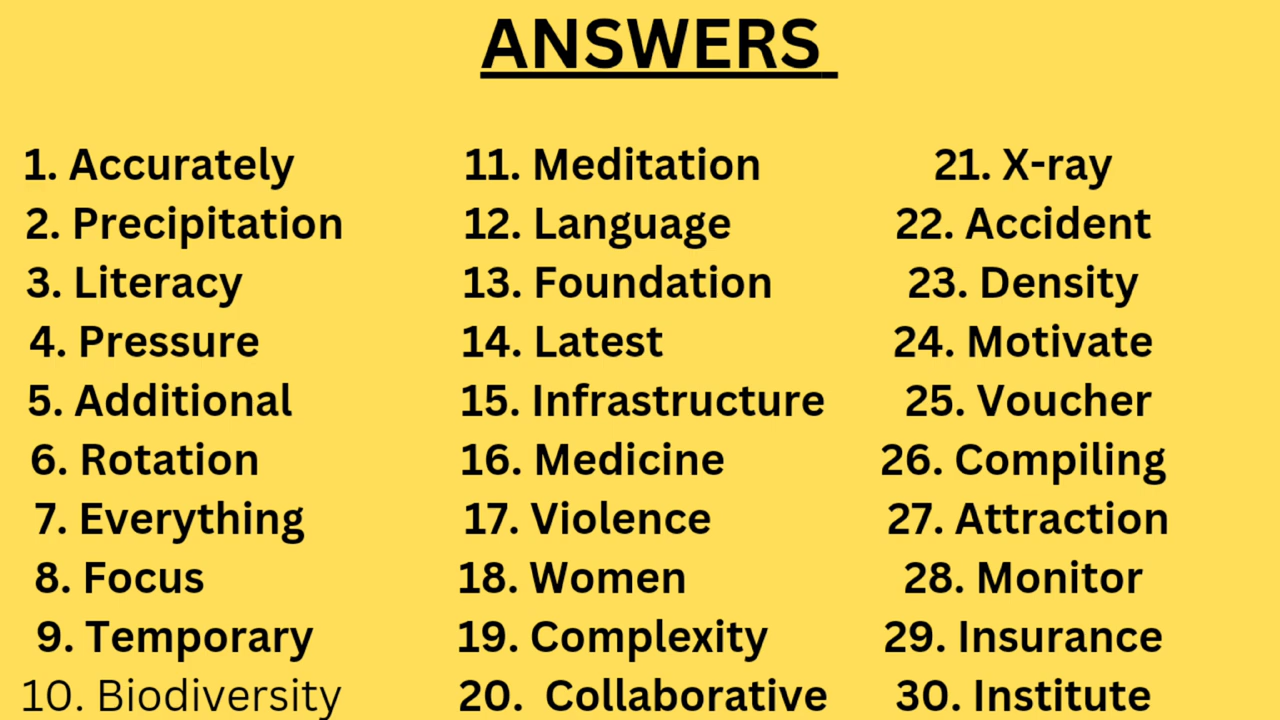 ANSWERS
1. Accurately
2. Precipitation
3. Literacy
4. Pressure
5. Additional
6. Rotation
7. Everything
8. Focus
9. Temporary
10. Biodiversity
11. Meditation
12. Language
13. Foundation
14. Latest
15. Infrastructure
16. Medicine
17. Violence
18. Women
19. Complexity
20. Collaborative
21. X-ray
22. Accident
23. Density
24. Motivate
25. Voucher
26. Compiling
27. Attraction
28. Monitor
29. Insurance
30. Institute